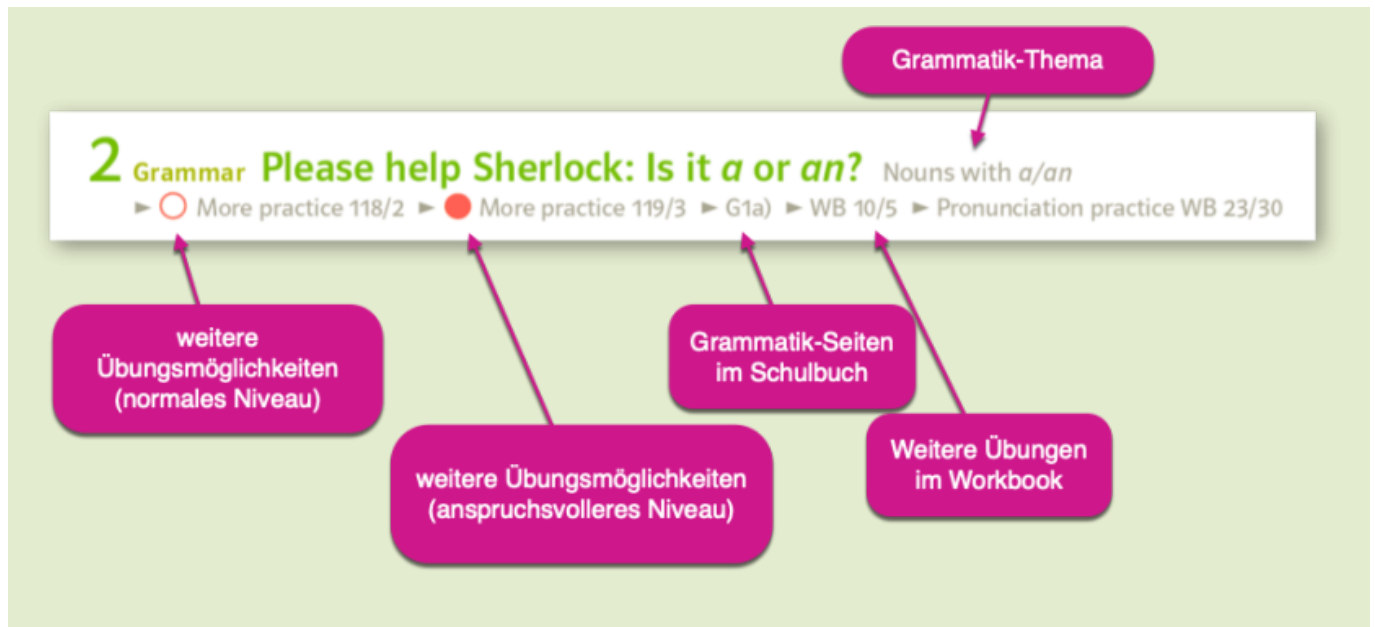 Grammatik-Thema
2 Grammar Please help Sherlock: Is it a or an? Nouns with a/an
► ○ More practice 118/2 ► ● More practice 119/3 ► G1a) ► WB 10/5 ► Pronunciation practice WB 23/30
weitere
Übungsmöglichkeiten
(normales Niveau)
weitere Übungsmöglichkeiten
(anspruchsvolleres Niveau)
Grammatik-Seiten
im Schulbuch
Weitere Übungen
im Workbook